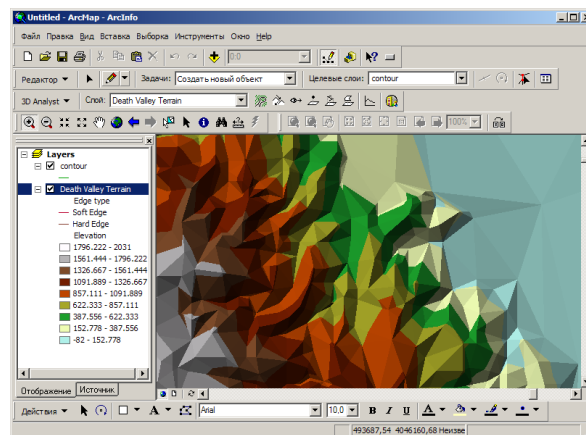 Untitled - ArcMap - ArcInfo
Файл Правка Вид Вставка Выборка Инструменты Окно Help
0:0
Редактор Задачи: Создать новый объект Целевые слои: contour
3D Analyst Слой: Death Valley Terrain
100%
Layers
contour
Death Valley Terrain
Edge type
Soft Edge
Hard Edge
Elevation
1796.222 - 2031
1561.444 - 1796.222
1326.667 - 1561.444
1091.889 - 1326.667
857.111 - 1091.889
622.333 - 857.111
387.556 - 622.333
152.778 - 387.556
-82 - 152.778
Отображение Источник
Действия A Arial 10,0 B I U A
493687,54 4046160,68 Неизве